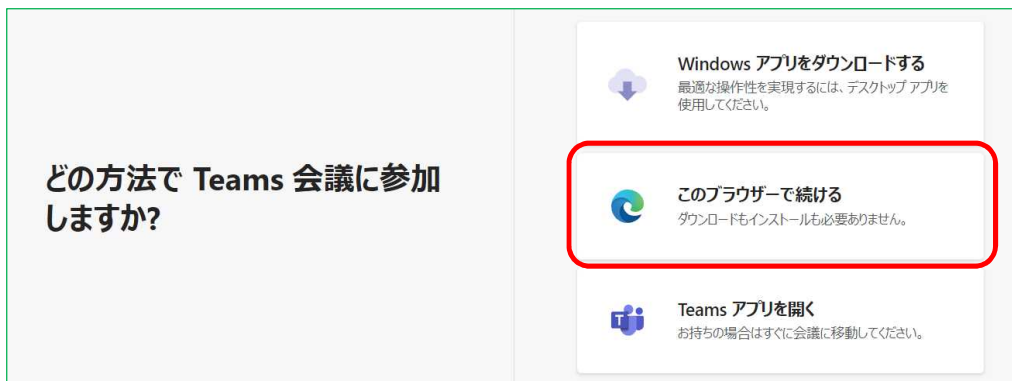 どの方法で Teams 会議に参加
しますか?
Windows アプリをダウンロードする
最適な操作性を実現するには、デスクトップ アプリを
使用してください。
このブラウザーで続ける
ダウンロードもインストールも必要ありません。
Teams アプリを開く
お持ちの場合はすぐに会議に移動してください。